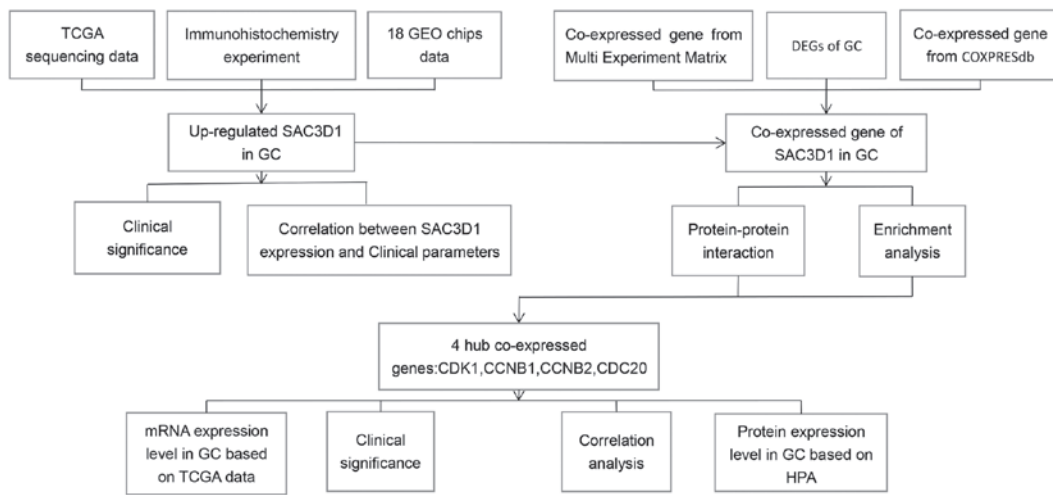 TCGA
sequencing data
Immunohistochemistry
experiment
18 GEO chips
data
Co-expressed gene from
Multi Experiment Matrix
DEGs of GC
Co-expressed gene
from COXPRESdb
Up-regulated SAC3D1
in GC
Co-expressed gene of
SAC3D1 in GC
Clinical
significance
Correlation between SAC3D1
expression and Clinical parameters
Protein-protein
interaction
Enrichment
analysis
4 hub co-expressed
genes:CDK1,CCNB1,CCNB2,CDC20
mRNA expression
level in GC based
on TCGA data
Clinical
significance
Correlation
analysis
Protein expression
level in GC based on
HPA